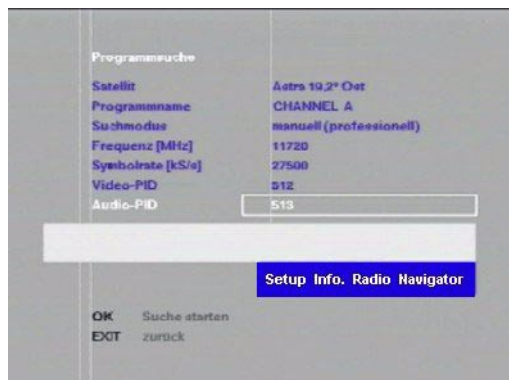 Programmsuche
Satellit Astra 19,2° Ost
Programmname CHANNEL A
Suchmodus manuell (professionell)
Frequenz [MHz] 11720
Symbolrate [kS/s] 27500
Video-PID 512
Audio-PID 513
Setup Info. Radio Navigator
OK Suche starten
EXIT zurück